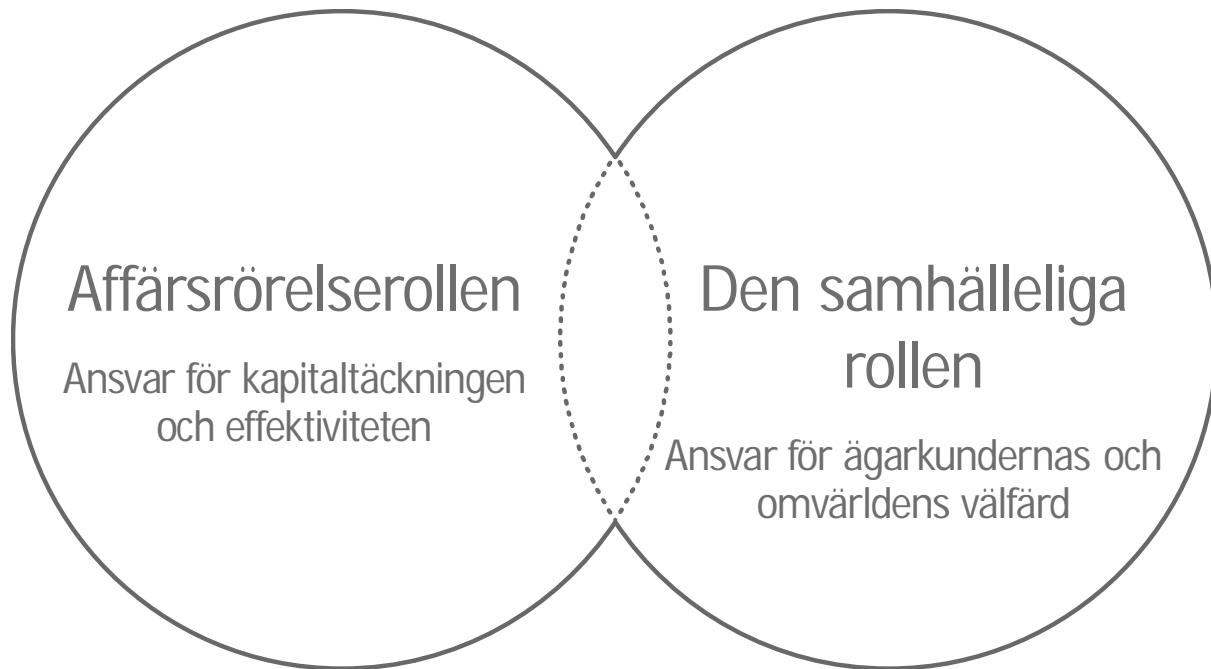 Affärsrörelserollen
Ansvar för kapitaltäckningen
och effektiviteten
Den samhälleliga
rollen
Ansvar för ägarkundernas och
omvärldens välfärd